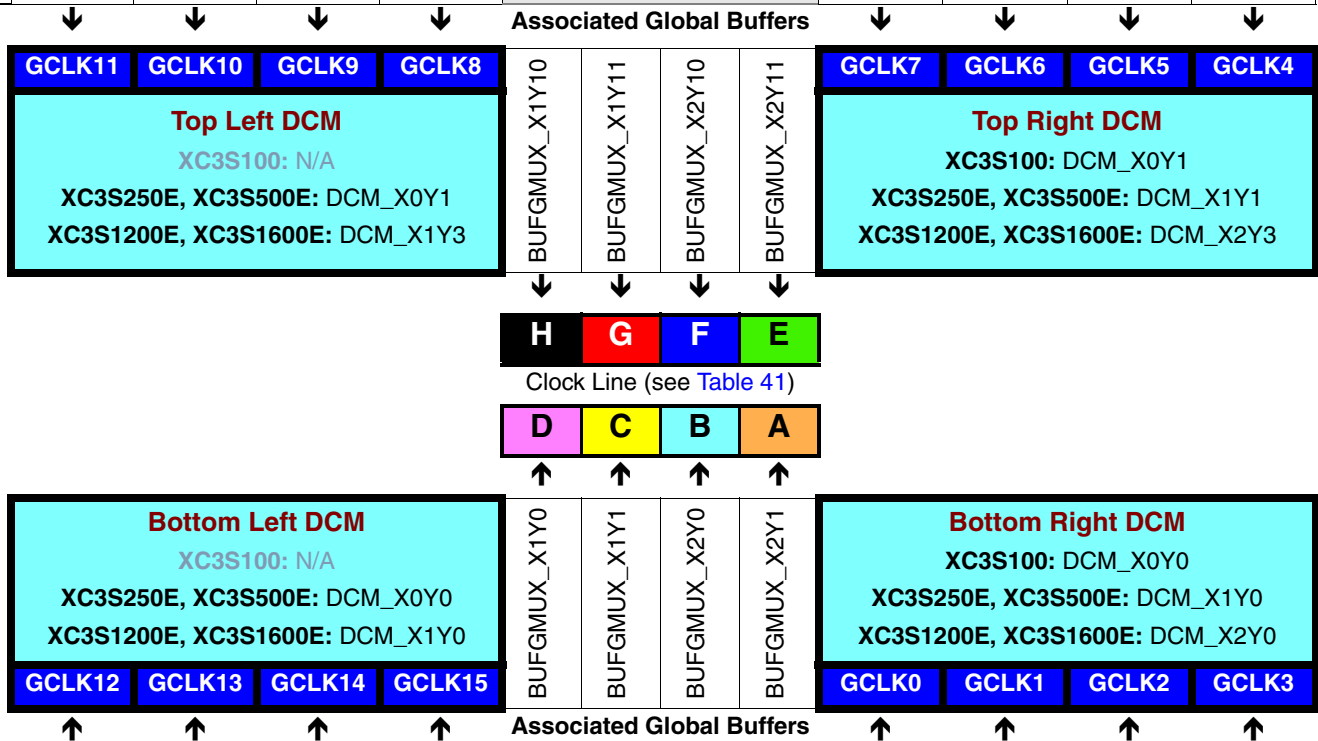 Associated Global Buffers
GCLK11 GCLK10 GCLK9 GCLK8
Top Left DCM
XC3S100: N/A
XC3S250E, XC3S500E: DCM_X0Y1
XC3S1200E, XC3S1600E: DCM_X1Y3
BUFGMUX_X1Y10
BUFGMUX_X1Y11
BUFGMUX_X2Y10
BUFGMUX_X2Y11
GCLK7 GCLK6 GCLK5 GCLK4
Top Right DCM
XC3S100: DCM_X0Y1
XC3S250E, XC3S500E: DCM_X1Y1
XC3S1200E, XC3S1600E: DCM_X2Y3
H G F E
Clock Line (see Table 41)
D C B A
Bottom Left DCM
XC3S100: N/A
XC3S250E, XC3S500E: DCM_X0Y0
XC3S1200E, XC3S1600E: DCM_X1Y0
GCLK12 GCLK13 GCLK14 GCLK15
BUFGMUX_X1Y0
BUFGMUX_X1Y1
BUFGMUX_X2Y0
BUFGMUX_X2Y1
Bottom Right DCM
XC3S100: DCM_X0Y0
XC3S250E, XC3S500E: DCM_X1Y0
XC3S1200E, XC3S1600E: DCM_X2Y0
GCLK0 GCLK1 GCLK2 GCLK3
Associated Global Buffers